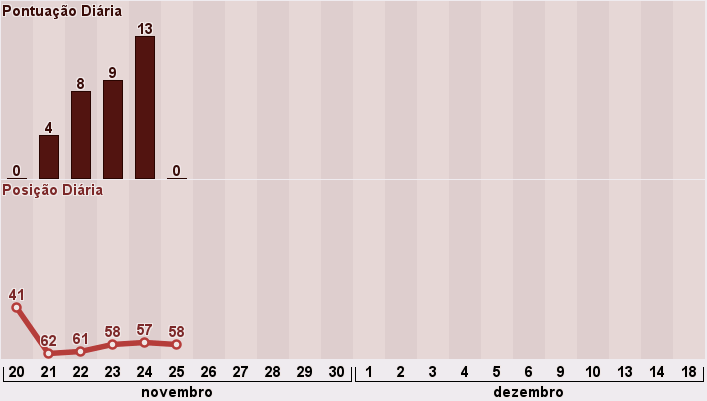 Pontuação Diária
0 4 8 9 13 0
Posição Diária
41 62 61 58 57 58
20 21 22 23 24 25 26 27 28 29 30 1 2 3 4 5 6 9 10 13 14 18
novembro dezembro